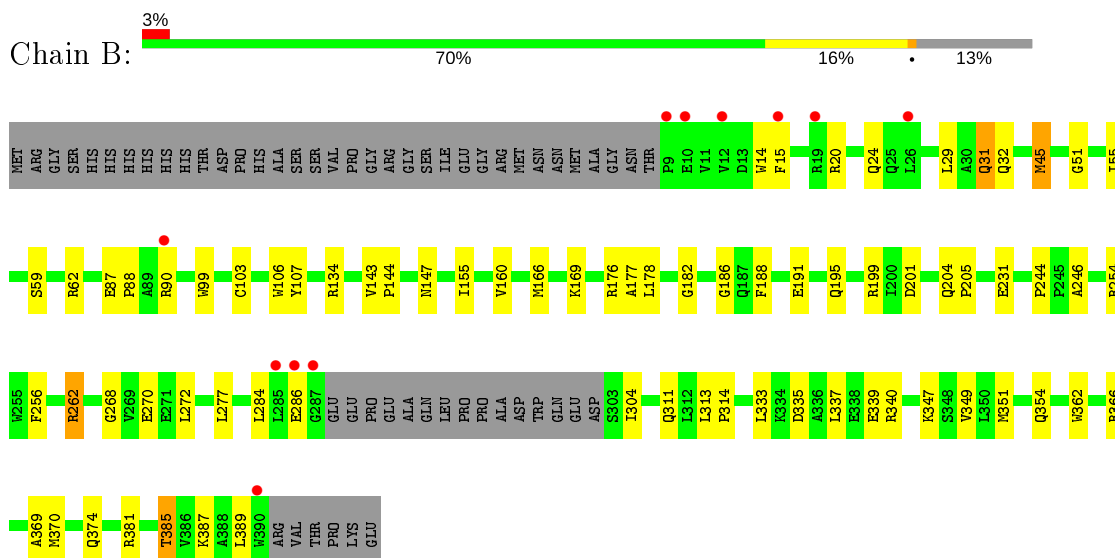 3%
Chain B:
70% 16% • 13%
MET ARG GLY SER HIS HIS HIS HIS HIS HIS THR ASP PRO HIS ALA SER SER VAL PRO GLY ARG GLY SER ILE GLU GLY ARG MET ASN ASN MET ALA GLY ASN THR P9 E10 V11 V12 D13 W14 F15 R19 R20 Q24 Q25 L26 L29 A30 Q31 Q32 M45 G51 I55
S59 R62 E87 P88 A89 R90 W99 C103 W106 Y107 R134 V143 P144 N147 I155 V160 M166 K169 R176 A177 L178 G182 G186 Q187 F188 E191 Q195 R199 I200 D201 Q204 P205 E231 P244 P245 A246 R254
W255 F256 R262 G268 V269 E270 E271 L272 L277 L284 L285 E286 G287 GLU GLU PRO GLU ALA GLN LEU PRO PRO ALA ASP TRP GLN GLU ASP S303 I304 Q311 L312 L313 P314 L333 K334 D335 A336 L337 E338 E339 R340 K347 S348 V349 L350 M351 Q354 W362 R366
A369 M370 Q374 R381 T385 V386 K387 A388 L389 W390 ARG VAL THR PRO LYS GLU